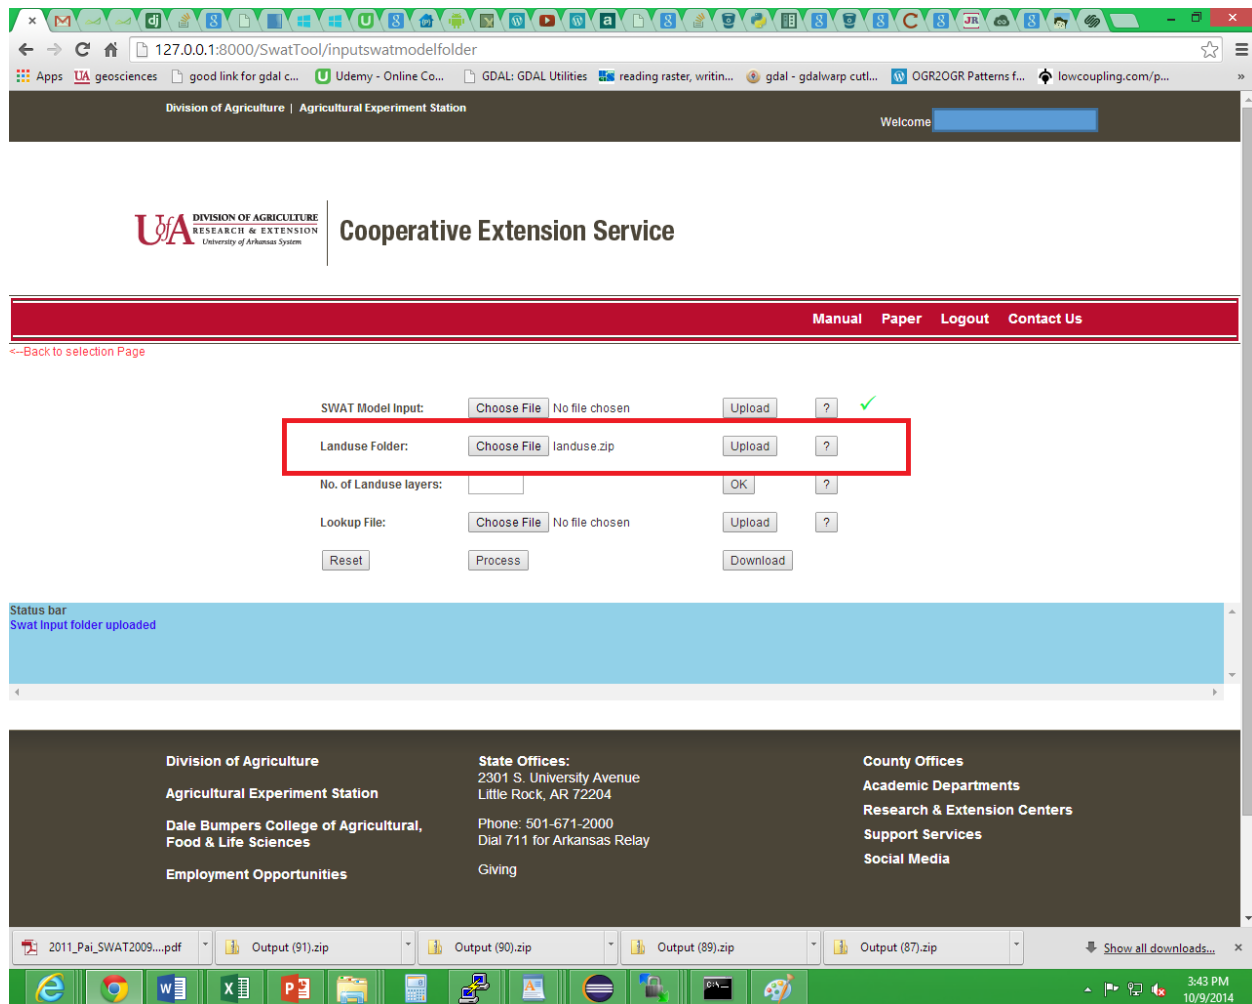 127.0.0.1:8000/SwatTool/inputswatmodelfolder
Apps UA geosciences good link for gdal c... Udemy - Online Co... GDAL: GDAL Utilities reading raster, writin... gdal - gdalwarp cutl... OGR2OGR Patterns f... lowcoupling.com/p... »
Division of Agriculture | Agricultural Experiment Station
Welcome
UofA DIVISION OF AGRICULTURE
RESEARCH & EXTENSION
University of Arkansas System
Cooperative Extension Service
Manual Paper Logout Contact Us
<--Back to selection Page
SWAT Model Input: Choose File No file chosen Upload ?
Landuse Folder: Choose File landuse.zip Upload ?
No. of Landuse layers: OK ?
Lookup File: Choose File No file chosen Upload ?
Reset Process Download
Status bar
Swat Input folder uploaded
Division of Agriculture
Agricultural Experiment Station
Dale Bumpers College of Agricultural,
Food & Life Sciences
Employment Opportunities
State Offices:
2301 S. University Avenue
Little Rock, AR 72204
Phone: 501-671-2000
Dial 711 for Arkansas Relay
Giving
County Offices
Academic Departments
Research & Extension Centers
Support Services
Social Media
2011_Pai_SWAT2009....pdf Output (91).zip Output (90).zip Output (89).zip Output (87).zip Show all downloads...
3:43 PM
10/9/2014